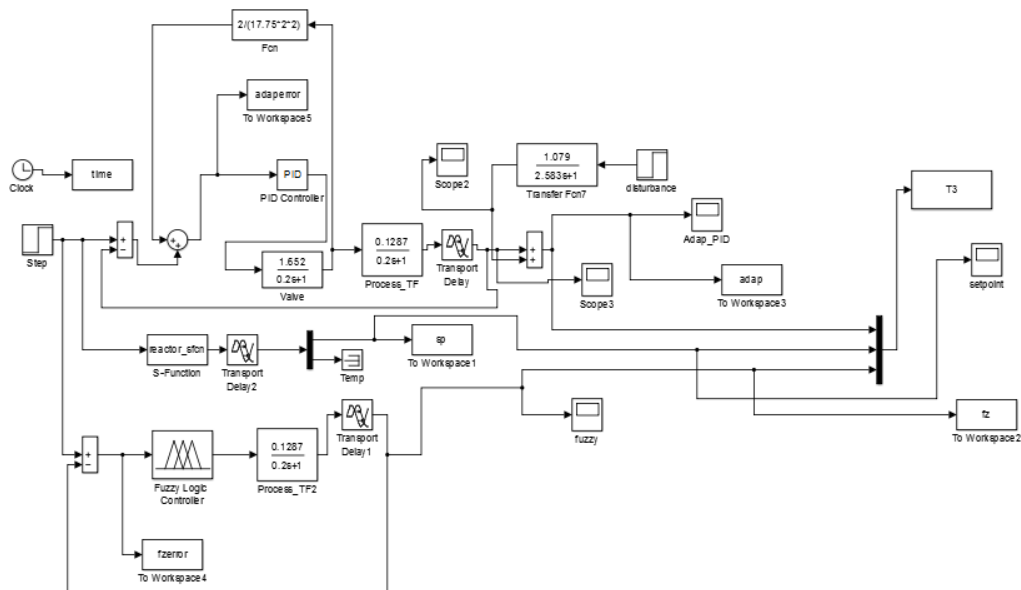 2/(17.75*2*2)
Fcn
adaperror
To Workspace5
Clock
time
PID
PID Controller
Scope2
1.079
2.583s+1
Transfer Fcn7
disturbance
T3
Step
+
−
+
+
1.652
0.2s+1
Valve
0.1287
0.2s+1
Process_TF
Transport
Delay
+
+
Adap_PID
Scope3
adap
To Workspace3
setpoint
reactor_sfcn
S-Function
Transport
Delay2
Temp
sp
To Workspace1
+
−
Fuzzy Logic
Controller
0.1287
0.2s+1
Process_TF2
Transport
Delay1
fuzzy
fz
To Workspace2
fzerror
To Workspace4